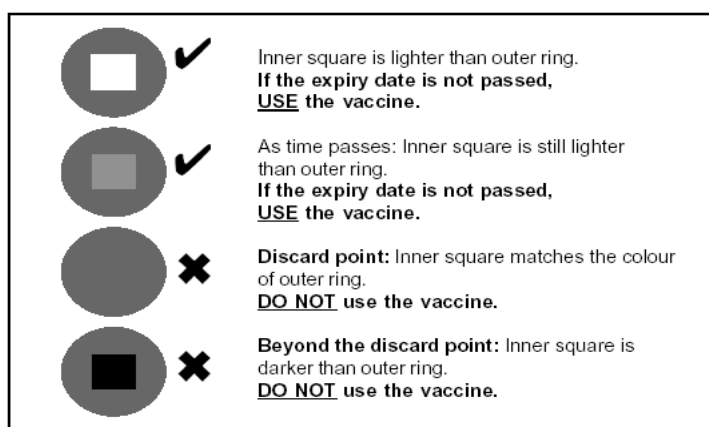 Inner square is lighter than outer ring.
If the expiry date is not passed,
USE the vaccine.
As time passes: Inner square is still lighter
than outer ring.
If the expiry date is not passed,
USE the vaccine.
Discard point: Inner square matches the colour
of outer ring.
DO NOT use the vaccine.
Beyond the discard point: Inner square is
darker than outer ring.
DO NOT use the vaccine.